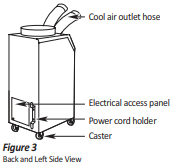 Cool air outlet hose
Electrical access panel
Power cord holder
Caster
Figure 3
Back and Left Side View